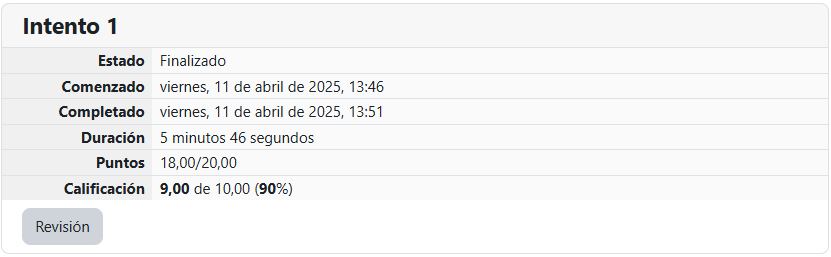 Intento 1
Estado Finalizado
Comenzado viernes, 11 de abril de 2025, 13:46
Completado viernes, 11 de abril de 2025, 13:51
Duración 5 minutos 46 segundos
Puntos 18,00/20,00
Calificación 9,00 de 10,00 (90%)
Revisión